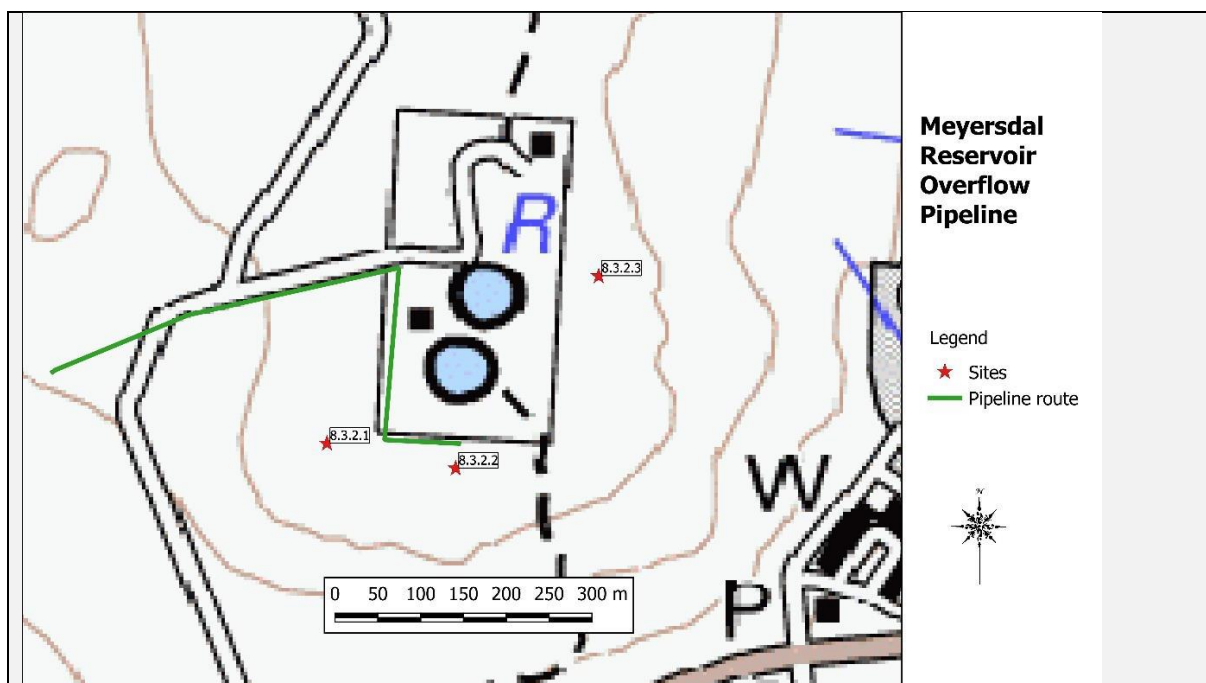 Meyersdal
Reservoir
Overflow
Pipeline
R
8.3.2.3
8.3.2.1
8.3.2.2
W
P
0 50 100 150 200 250 300 m
Legend
Sites
Pipeline route
N